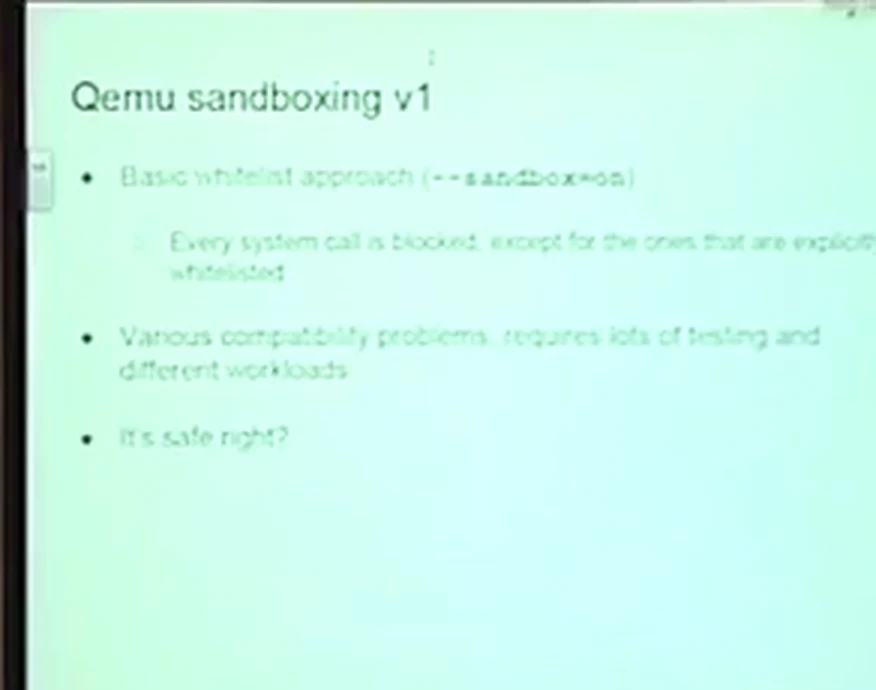 Qemu sandboxing v1
Basic whitelist approach (--sandbox=on)
Every system call is blocked, except for the ones that are explicitly
whitelisted
Various compatibility problems, requires lots of testing and
different workloads
It's safe right?